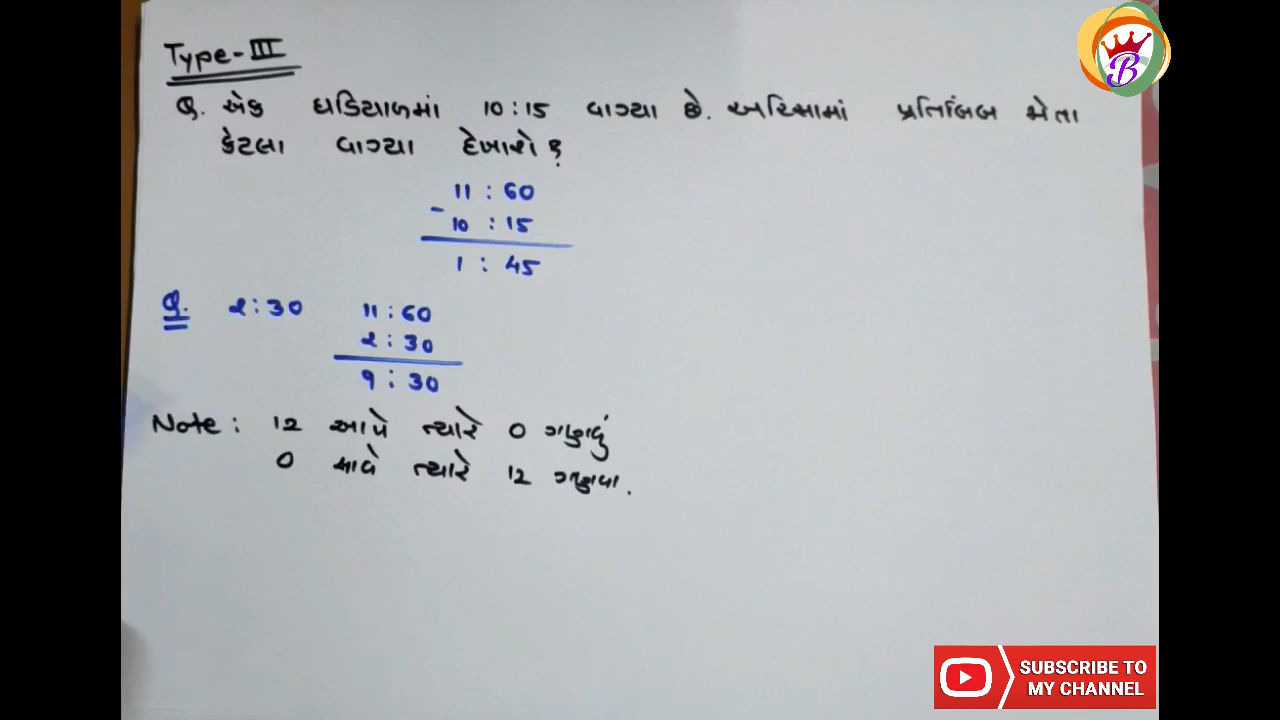 Type-III
Q. એક ઘડિયાળમાં 10:15 વાગ્યા છે. અરિસામાં પ્રતિબિંબ જોતા
કેટલા વાગ્યા દેખાશે ?
11 : 60
- 10 : 15
1 : 45
Q. 2:30 11:60
2:30
9:30
Note: 12 આપે ત્યારે 0 ગણવું
0 આવે ત્યારે 12 ગણવા.
B
SUBSCRIBE TO
MY CHANNEL